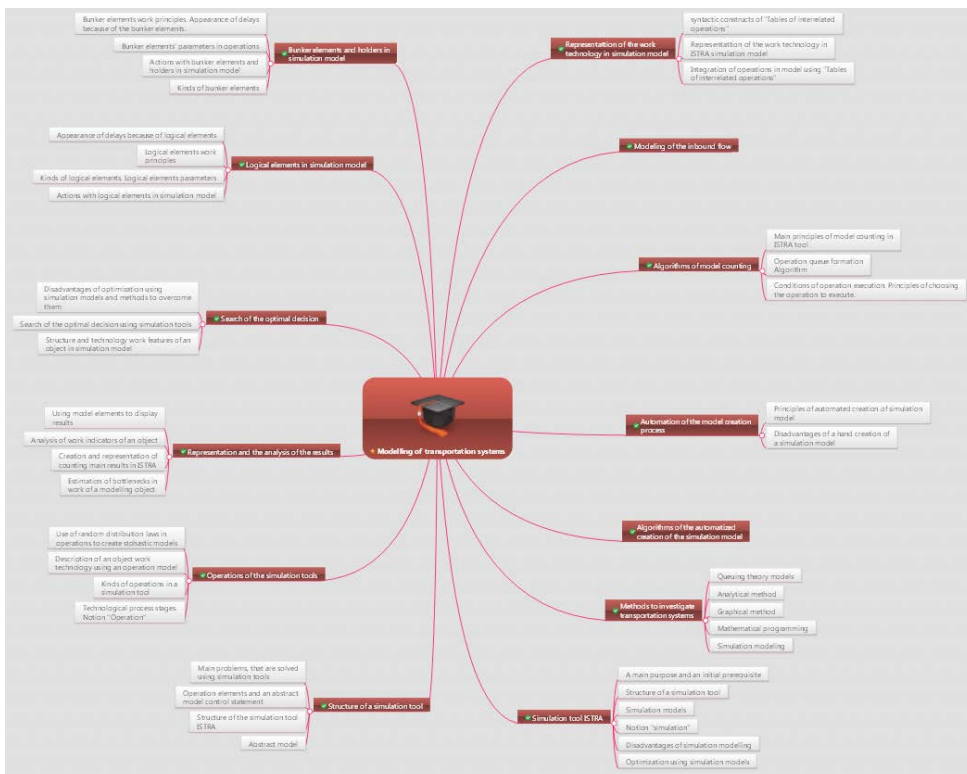 Bunker elements work principles. Appearance of delays
because of the bunker elements.
Bunker elements' parameters in operations
Actions with bunker elements and
holders in simulation model
Kinds of bunker elements
Bunker elements and holders in
simulation model
Appearance of delays because of logical elements
Logical elements work
principles
Kinds of logical elements. Logical elements parameters
Actions with logical elements in simulation model
Logical elements in simulation model
Disadvantages of optimization using
simulation models and methods to overcome
them
Search of the optimal decision using simulation tools
Structure and technology work features of an
object in simulation model
Search of the optimal decision
Using model elements to display
results
Analysis of work indicators of an object
Creation and representation of
counting main results in ISTRA
Estimation of bottlenecks in
work of a modelling object
Representation and the analysis of the results
Use of random distribution laws in
operations to create stohastic models
Description of an object work
technology using an operation model
Kinds of operations in a
simulation tool
Technological process stages.
Notion "Operation"
Operations of the simulation tools
Main problems, that are solved
using simulation tools
Operation elements and an abstract
model control statement
Structure of the simulation tool
ISTRA
Abstract model
Structure of a simulation tool
Modelling of transportation systems
Representattion of the work
technology in simulation model
syntactic constructs of "Tables of interrelated
operations"
Representattion of the work technology in
ISTRA simulation model
Integration of operations in model using "Tables
of interrelated operations"
Modeling of the inbound flow
Algorithms of model counting
Main principles of model counting in
ISTRA tool
Operation queue formation
Algorithm
Conditions of operation execution. Principles of choosing
the operation to execute.
Automation of the model creation
process
Principles of automated creation of simulation
model
Disadvantages of a hand creation of
a simulation model
Algorithms of the automatized
creation of the simulation model
Methods to investigate
transportation systems
Queuing theory models
Analytical method
Graphical method
Mathematical programming
Simulation modeling
Simulation tool ISTRA
A main purpose and an initial prerequisite
Structure of a simulation tool
Simulation models
Notion "simulation"
Disadvantages of simulation modelling
Optimization using simulation models